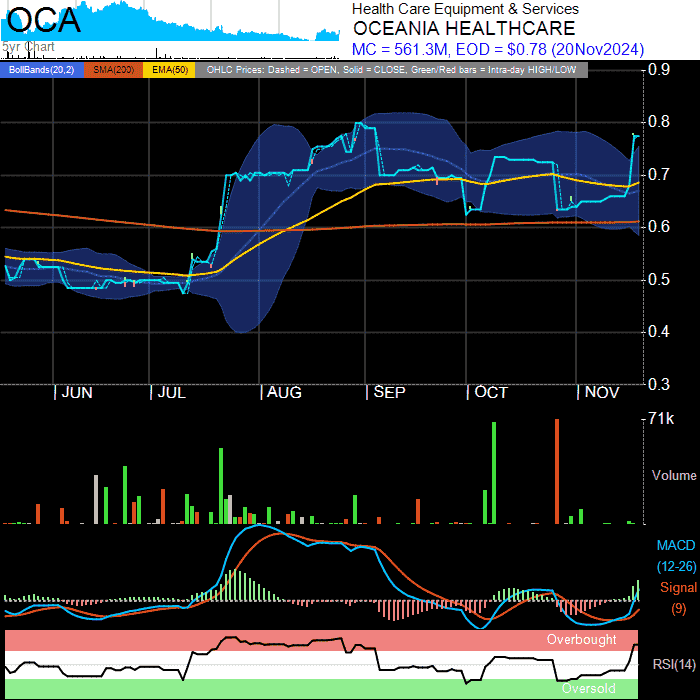 OCA
5yr Chart
Health Care Equipment & Services
OCEANIA HEALTHCARE
MC = 561.3M, EOD = $0.78 (20Nov2024)
BollBands(20,2) SMA(200) EMA(50) OHLC Prices: Dashed = OPEN, Solid = CLOSE, Green/Red bars = Intra-day HIGH/LOW
0.9
0.8
0.7
0.6
0.5
0.4
0.3
JUN JUL AUG SEP OCT NOV
71k
Volume
MACD
(12-26)
Signal
(9)
Overbought
RSI(14)
Oversold